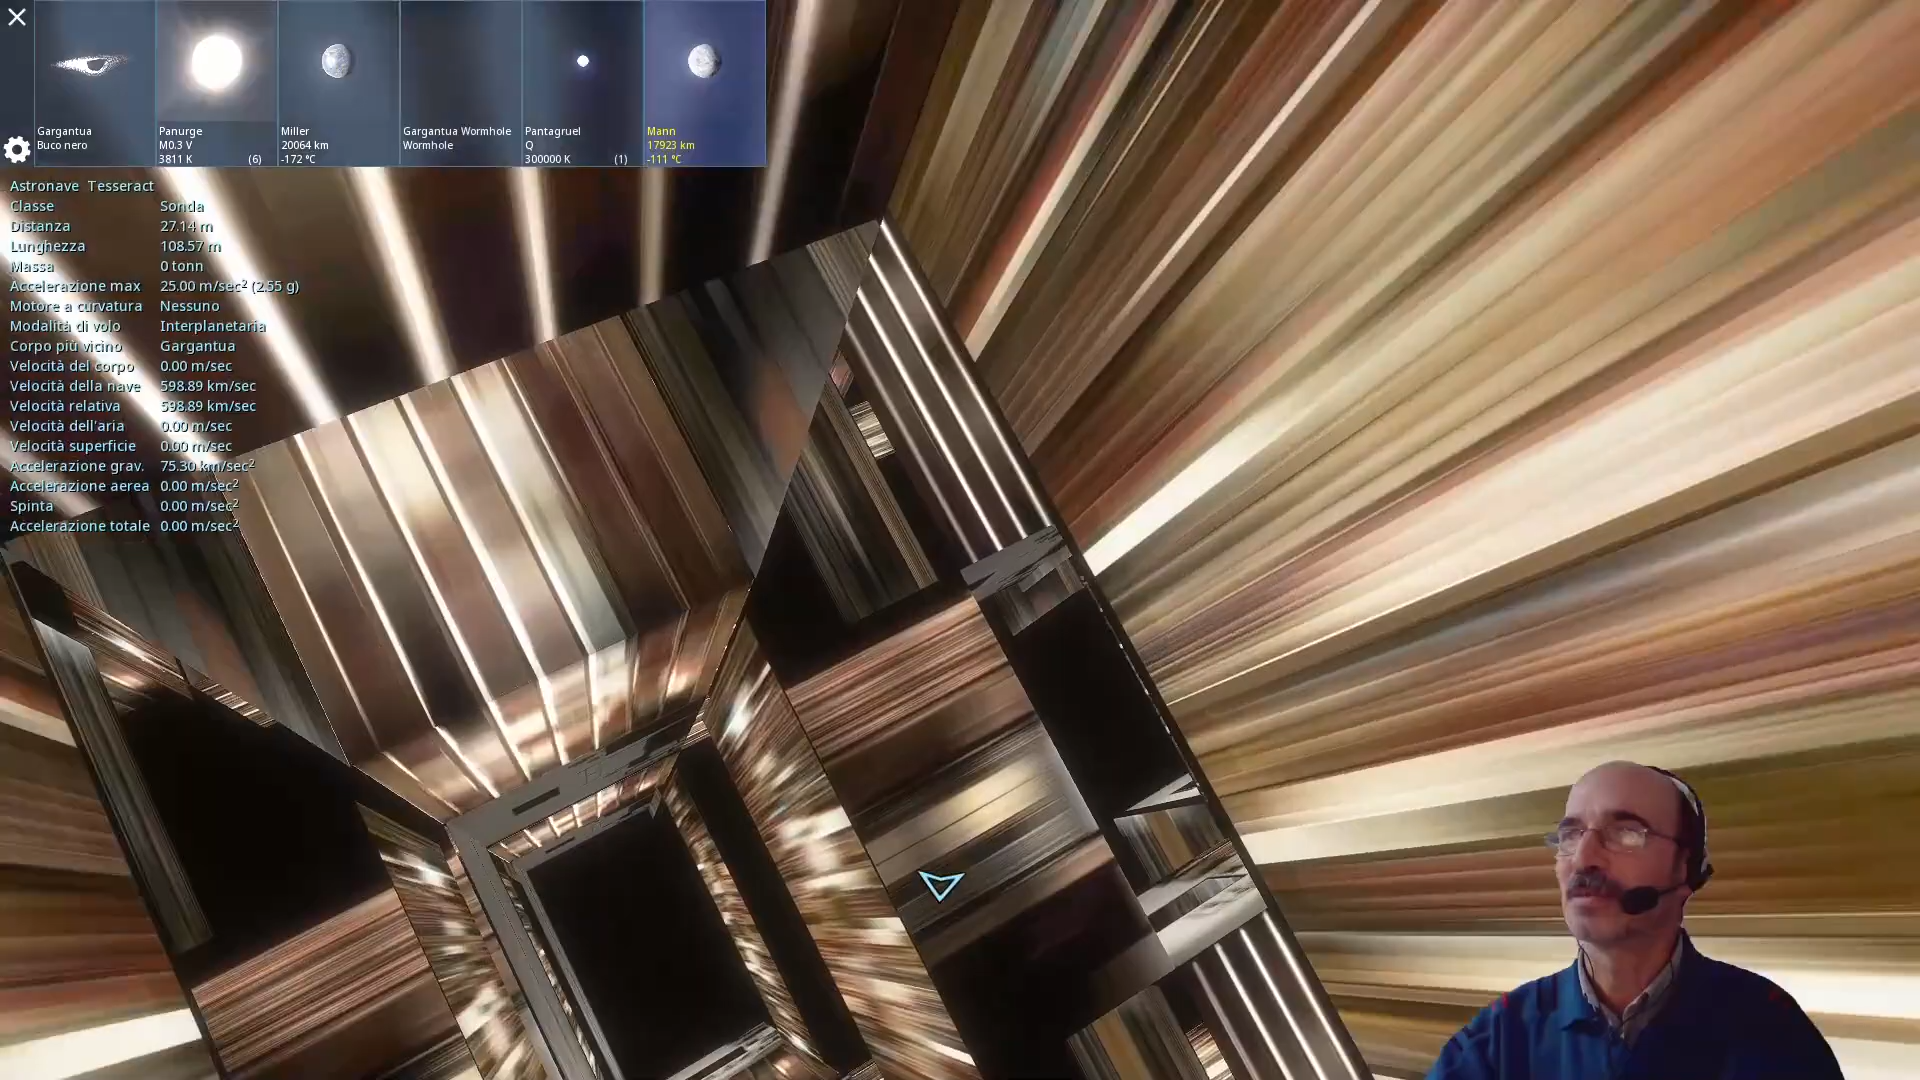 Gargantua
Buco nero
Panurge
M0.3 V
3811 K (6)
Miller
20064 km
-172 °C
Gargantua Wormhole
Wormhole
Pantagruel
Q
300000 K (1)
Mann
17923 km
-111 °C
Astronave Tesseract
Classe Sonda
Distanza 27.14 m
Lunghezza 108.57 m
Massa 0 tonn
Accelerazione max 25.00 m/sec² (2.55 g)
Motore a curvatura Nessuno
Modalità di volo Interplanetaria
Corpo più vicino Gargantua
Velocità del corpo 0.00 m/sec
Velocità della nave 598.89 km/sec
Velocità relativa 598.89 km/sec
Velocità dell'aria 0.00 m/sec
Velocità superficie 0.00 m/sec
Accelerazione grav. 75.30 km/sec²
Accelerazione aerea 0.00 m/sec²
Spinta 0.00 m/sec²
Accelerazione totale 0.00 m/sec²